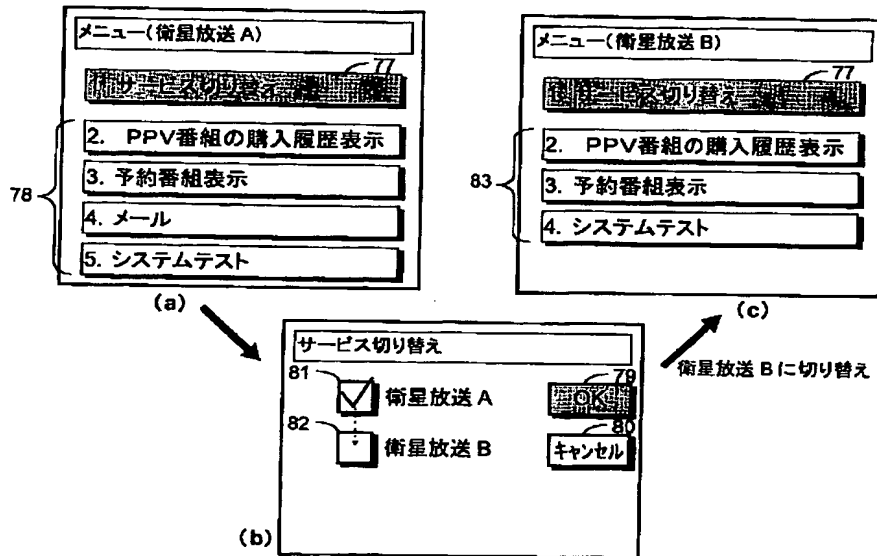 メニュー(衛星放送 A)
77
サービス切り替え
78
2. PPV番組の購入履歴表示
3. 予約番組表示
4. メール
5. システムテスト
(a)
メニュー(衛星放送 B)
77
サービス切り替え
83
2. PPV番組の購入履歴表示
3. 予約番組表示
4. システムテスト
(c)
サービス切り替え
81
衛星放送 A
79
OK
82
衛星放送 B
80
キャンセル
(b)
衛星放送 B に切り替え